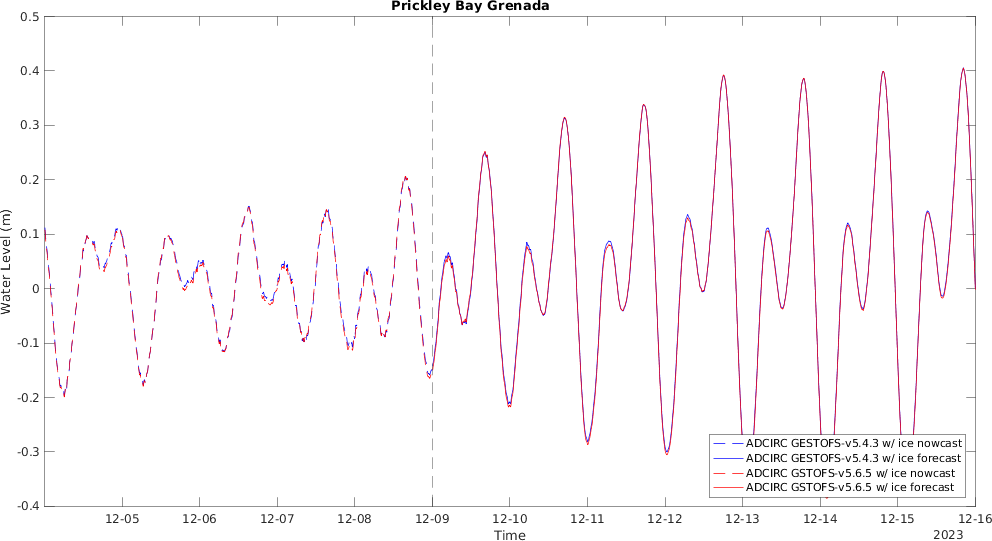 Prickley Bay Grenada
0.5
0.4
0.3
0.2
0.1
0
-0.1
-0.2
-0.3
-0.4
Water Level (m)
ADCIRC GESTOFS-v5.4.3 w/ ice nowcast
ADCIRC GESTOFS-v5.4.3 w/ ice forecast
ADCIRC GSTOFS-v5.6.5 w/ ice nowcast
ADCIRC GSTOFS-v5.6.5 w/ ice forecast
12-05 12-06 12-07 12-08 12-09 12-10 12-11 12-12 12-13 12-14 12-15 12-16
Time
2023